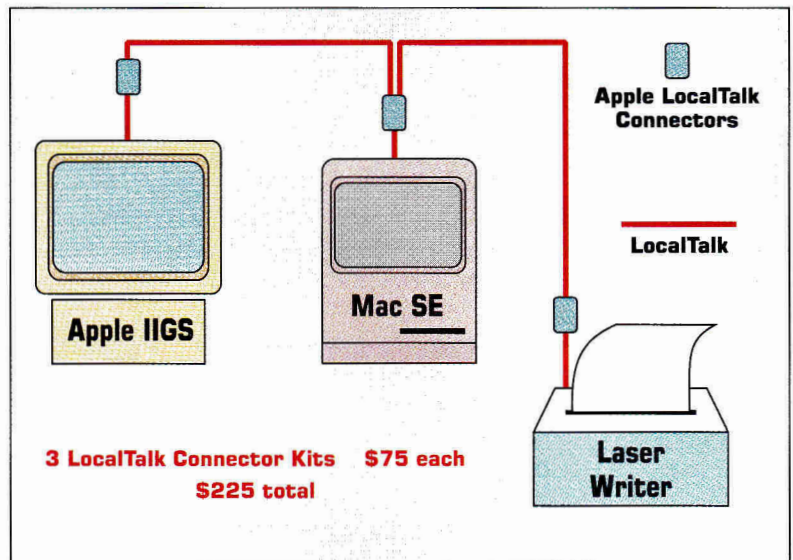 Apple LocalTalk
Connectors
LocalTalk
Apple IIGS
Mac SE
Laser
Writer
3 LocalTalk Connector Kits $75 each
$225 total